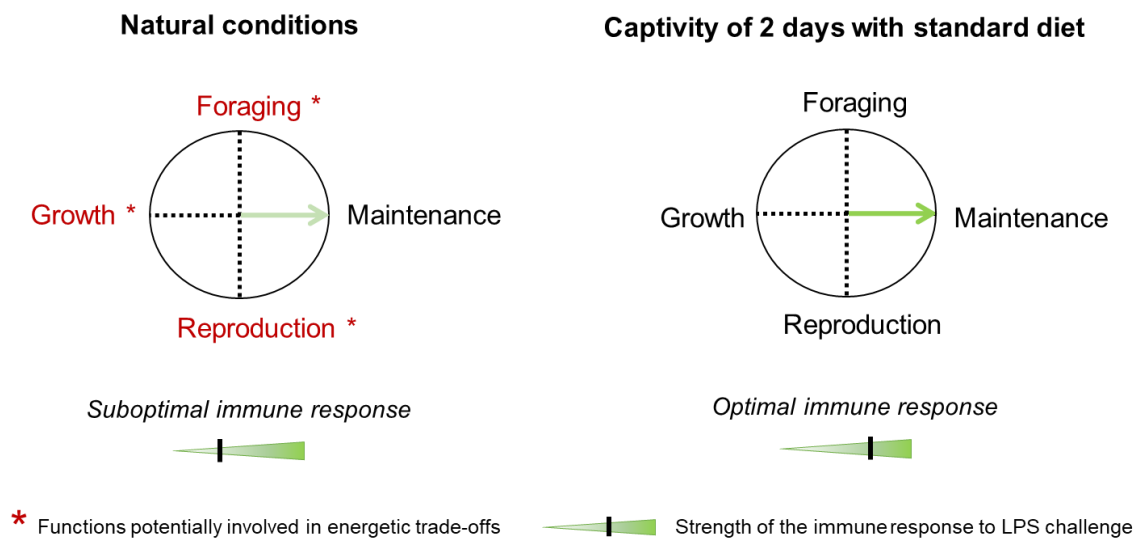 Natural conditions
Captivity of 2 days with standard diet
Foraging *
Growth *
Maintenance
Reproduction *
Foraging
Growth
Maintenance
Reproduction
Suboptimal immune response
Optimal immune response
* Functions potentially involved in energetic trade-offs
Strength of the immune response to LPS challenge